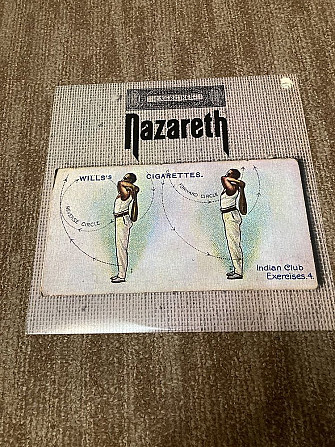 nazareth
WILLS'S CIGARETTES.
REVERSE CIRCLE
FORWARD CIRCLE
Indian Club
Exercises.4.